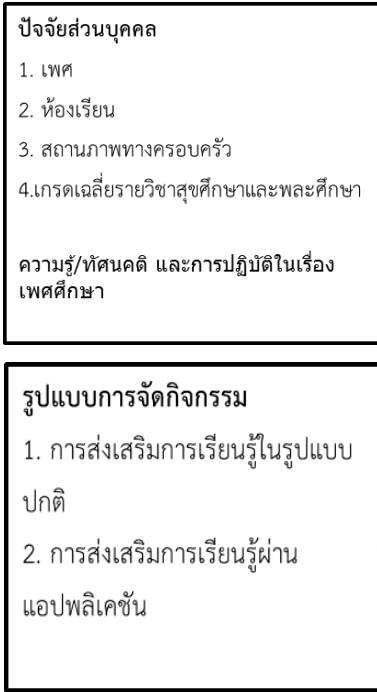 ปัจจัยส่วนบุคคล
1. เพศ
2. ห้องเรียน
3. สถานภาพทางครอบครัว
4.เกรดเฉลี่ยรายวิชาสุขศึกษาและพละศึกษา
ความรู้/ทัศนคติ และการปฏิบัติในเรื่อง
เพศศึกษา
รูปแบบการจัดกิจกรรม
1. การส่งเสริมการเรียนรู้ในรูปแบบ
ปกติ
2. การส่งเสริมการเรียนรู้ผ่าน
แอปพลิเคชัน